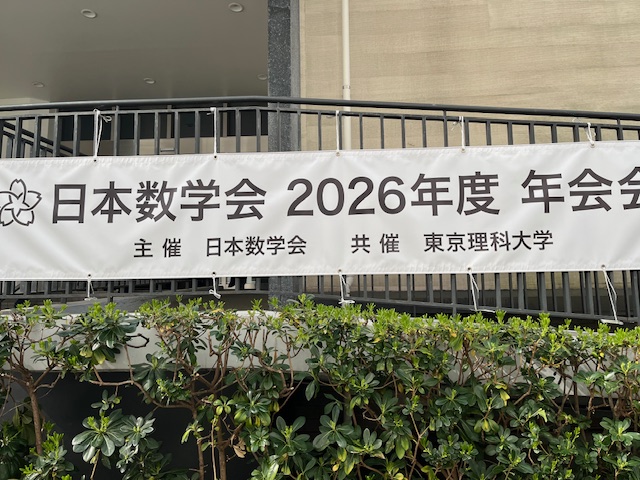 日本数学会 2026年度 年会会
主催 日本数学会 共催 東京理科大学